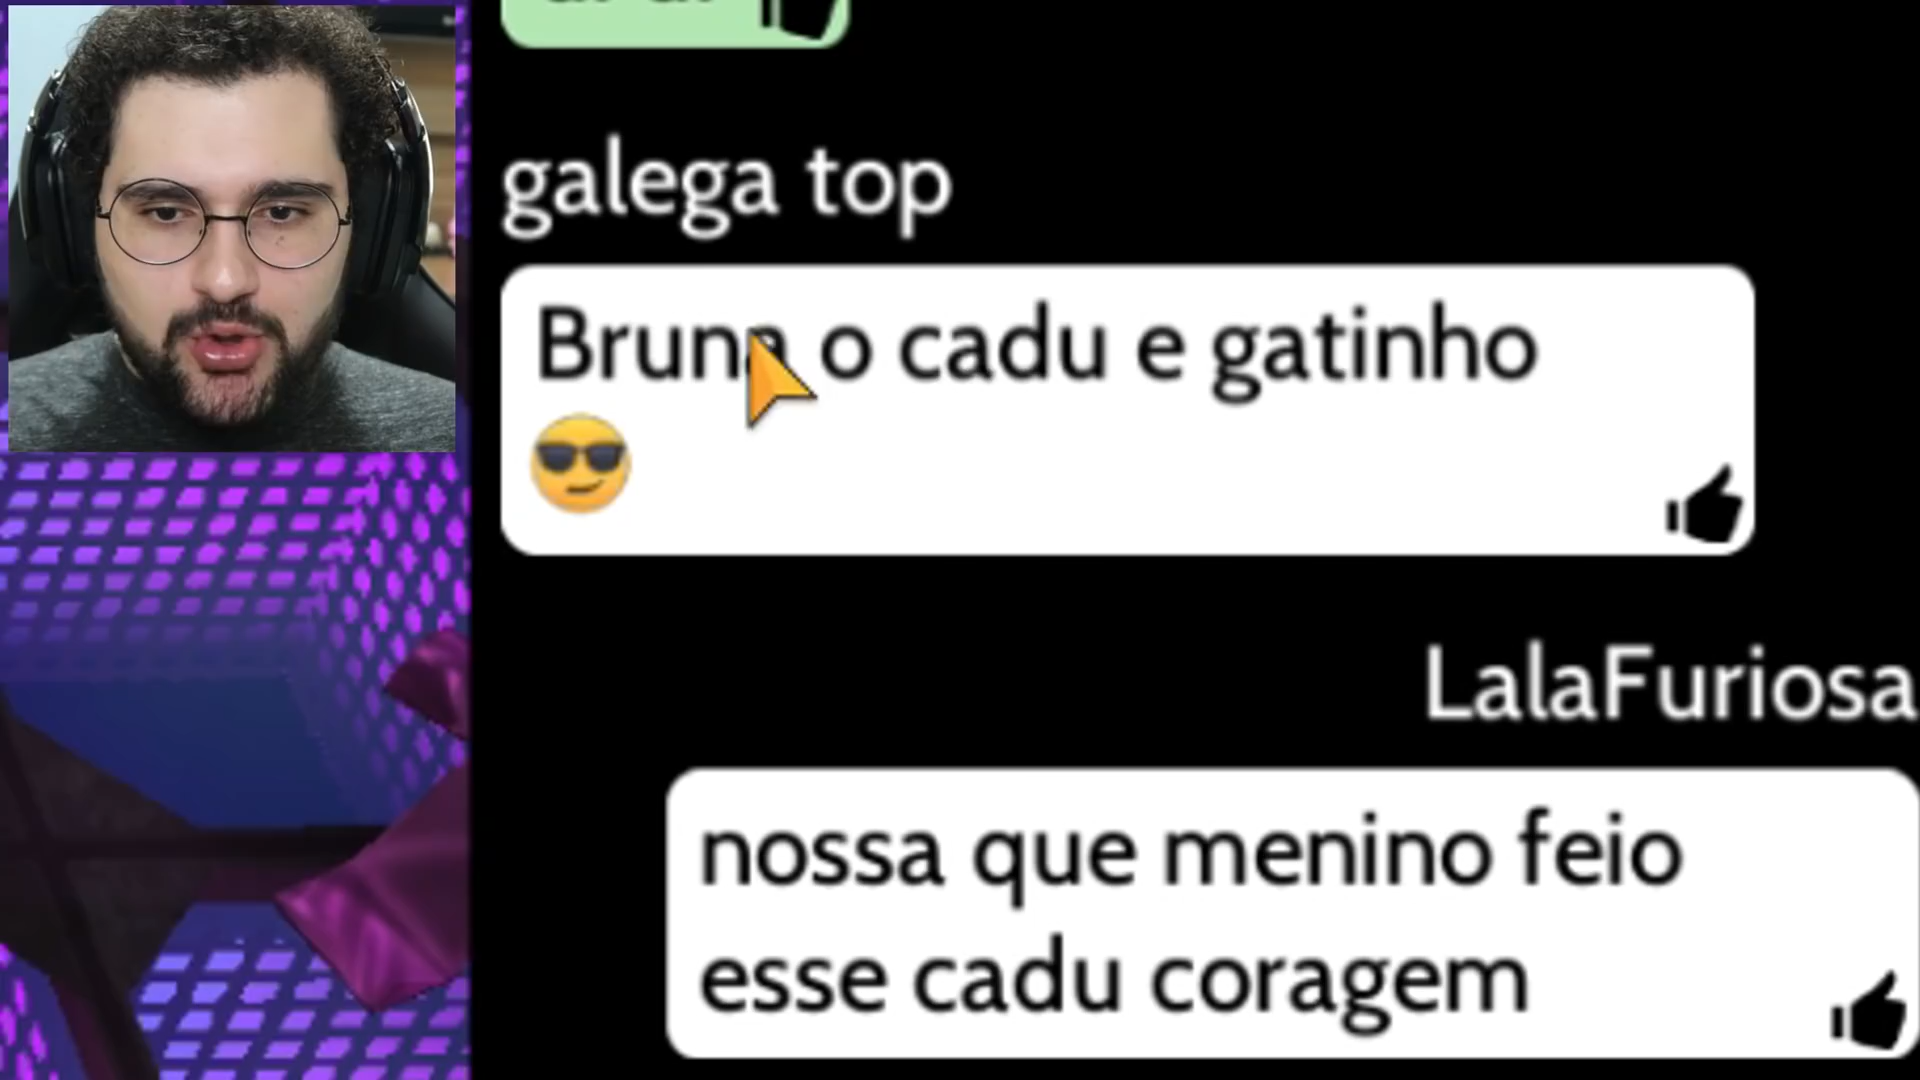 galega top
Bruna o cadu e gatinho
😎
LalaFuriosa
nossa que menino feio
esse cadu coragem